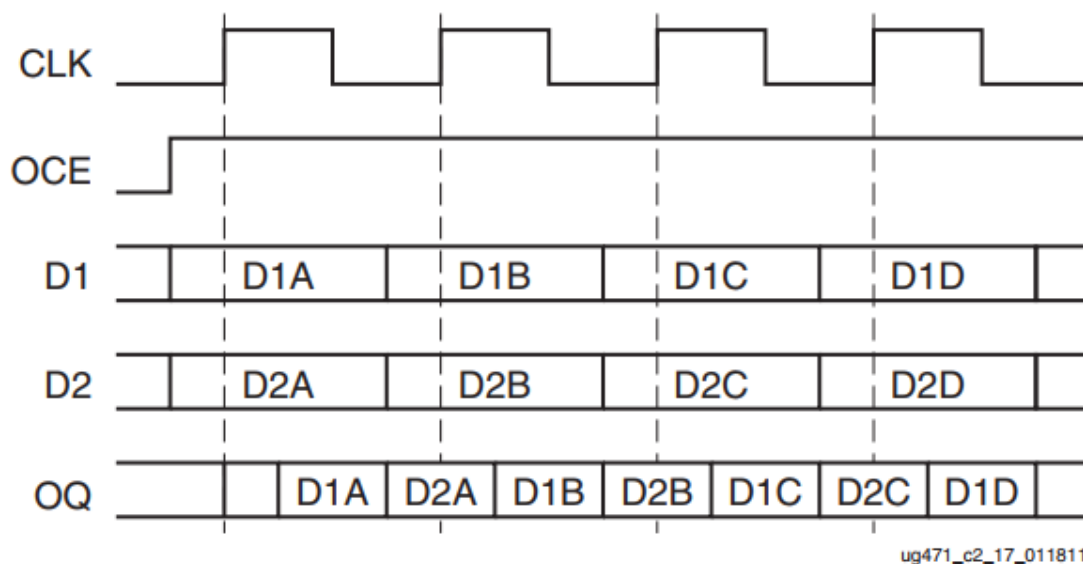 CLK
OCE
D1 D1A D1B D1C D1D
D2 D2A D2B D2C D2D
OQ D1A D2A D1B D2B D1C D2C D1D
ug471_c2_17_011811